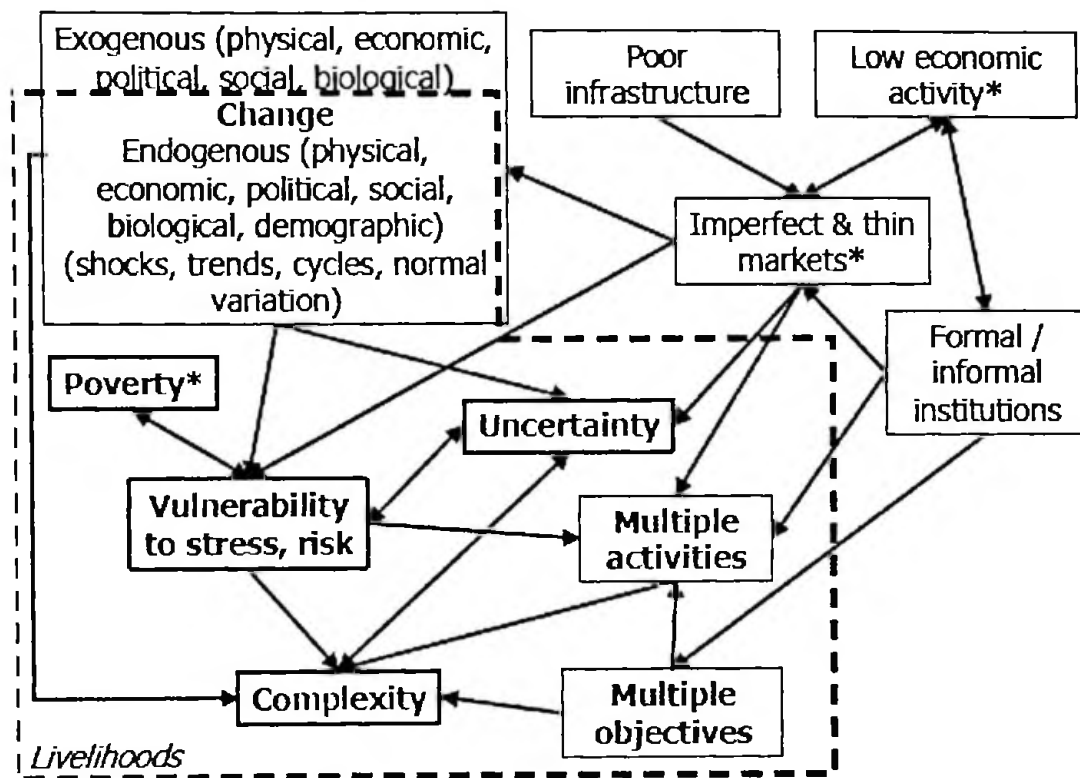 Exogenous (physical, economic,
political, social, biological)
Change
Endogenous (physical,
economic, political, social,
biological, demographic)
(shocks, trends, cycles, normal
variation)
Poor
infrastructure
Low economic
activity*
Imperfect & thin
markets*
Formal /
informal
institutions
Poverty*
Uncertainty
Vulnerability
to stress, risk
Multiple
activities
Complexity
Multiple
objectives
Livelihoods